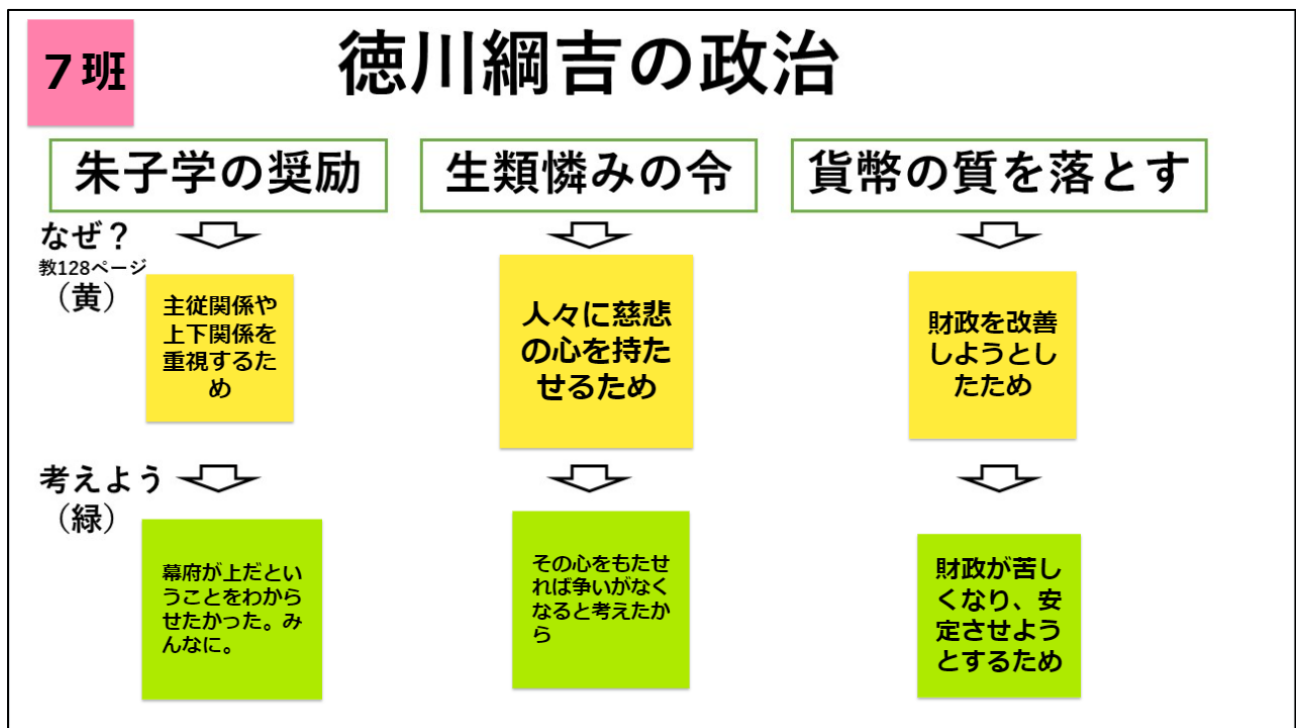 7班
徳川綱吉の政治
朱子学の奨励
生類憐みの令
貨幣の質を落とす
なぜ？
教128ページ
（黄）
主従関係や
上下関係を
重視するた
め
人々に慈悲
の心を持た
せるため
財政を改善
しようとし
たため
考えよう
（緑）
幕府が上だとい
うことをわから
せたかった。み
んなに。
その心をもたせ
れば争いがなく
なると考えたか
ら
財政が苦し
くなり、安
定させよう
とするため